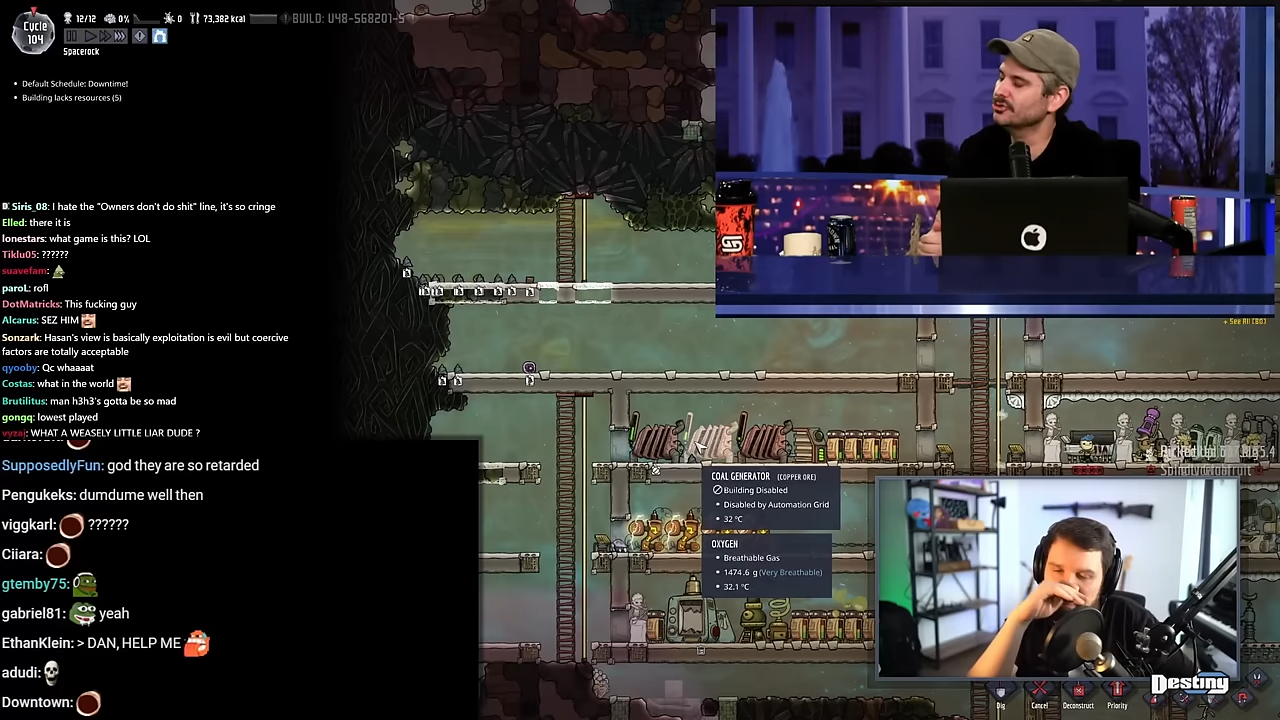 Cycle
104
12/12
0%
0
73,382 kcal
BUILD: U48-568201-S
Spacerock
• Default Schedule: Downtime!
• Building lacks resources (5)
Siris_08: I hate the "Owners don't do shit" line, it's so cringe
Elled: there it is
lonestars: what game is this? LOL
Tiklu05: ??????
suavefam:
paroL: rofl
DotMatricks: This fucking guy
Alcarus: SEZ HIM
Sonzark: Hasan's view is basically exploitation is evil but coercive
factors are totally acceptable
qyooby: Qc whaaaat
Costas: what in the world
Brutilitus: man h3h3's gotta be so mad
gongq: lowest played
vyzaj: WHAT A WEASELY LITTLE LIAR DUDE ?
SupposedlyFun: god they are so retarded
Pengukeks: dumdume well then
viggkarl: ??????
Ciiara:
gtemby75:
gabriel81: yeah
EthanKlein: > DAN, HELP ME
adudi:
Downtown:
+ See All (80)
COAL GENERATOR (COPPER ORE)
Building Disabled
• Disabled by Automation Grid
• 32 °C
OXYGEN
• Breathable Gas
• 1474.6 g (Very Breathable)
• 32.1 °C
Destiny
Dig
Cancel
Deconstruct
Priority